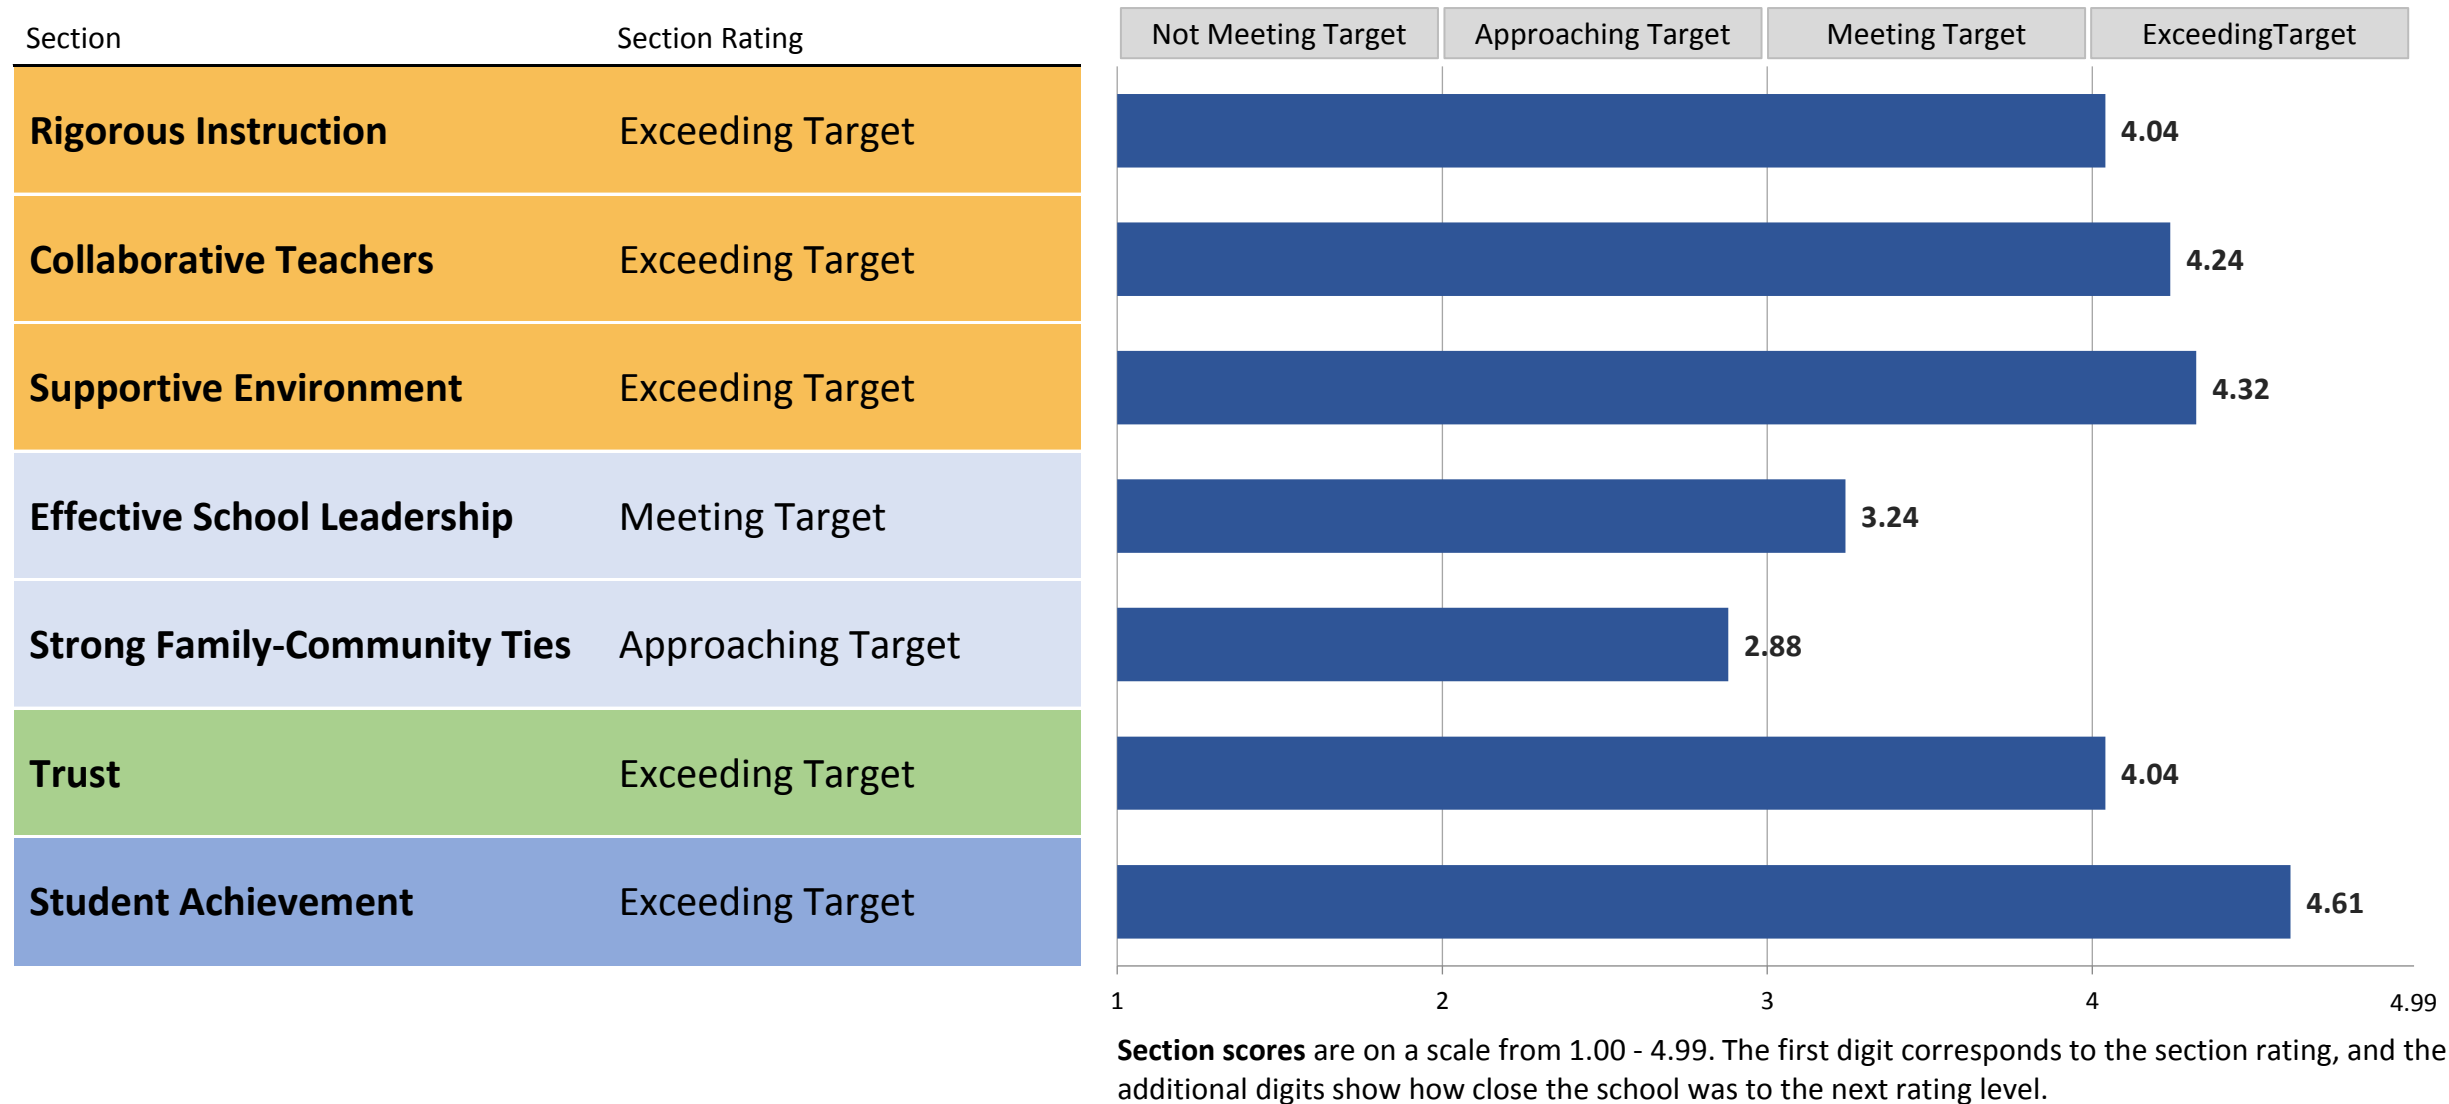 Section Section Rating Not Meeting Target Approaching Target Meeting Target ExceedingTarget
Rigorous Instruction Exceeding Target 4.04
Collaborative Teachers Exceeding Target 4.24
Supportive Environment Exceeding Target 4.32
Effective School Leadership Meeting Target 3.24
Strong Family-Community Ties Approaching Target 2.88
Trust Exceeding Target 4.04
Student Achievement Exceeding Target 4.61
1 2 3 4 4.99
Section scores are on a scale from 1.00 - 4.99. The first digit corresponds to the section rating, and the
additional digits show how close the school was to the next rating level.